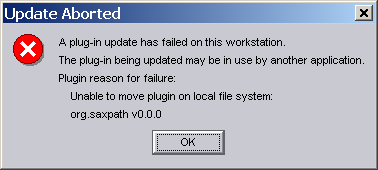 Update Aborted
A plug-in update has failed on this workstation.
The plug-in being updated may be in use by another application.
Plugin reason for failure:
Unable to move plugin on local file system:
org.saxpath v0.0.0
OK